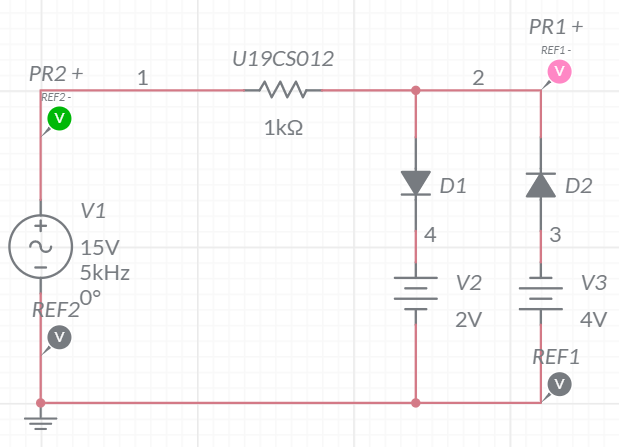 PR1 +
REF1 -
V
U19CS012
PR2 +
1
2
REF2 -
V
1kΩ
D1
D2
V1
15V
5kHz
0°
4
3
V2
2V
V3
4V
REF2
V
REF1
V